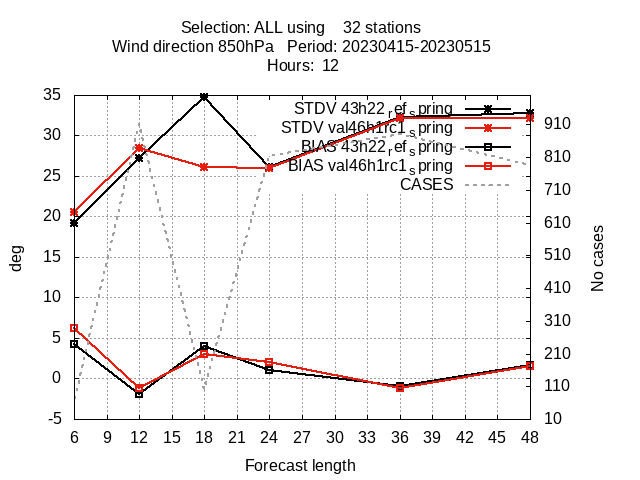 Selection: ALL using    32 stations
Wind direction 850hPa   Period: 20230415-20230515
Hours:  12
STDV 43h22_ref_spring
STDV val46h1rc1_spring
BIAS 43h22_ref_spring
BIAS val46h1rc1_spring
CASES
35
30
25
20
15
10
5
0
-5
deg
910
810
710
610
510
410
310
210
110
10
No cases
6 9 12 15 18 21 24 27 30 33 36 39 42 45 48
Forecast length